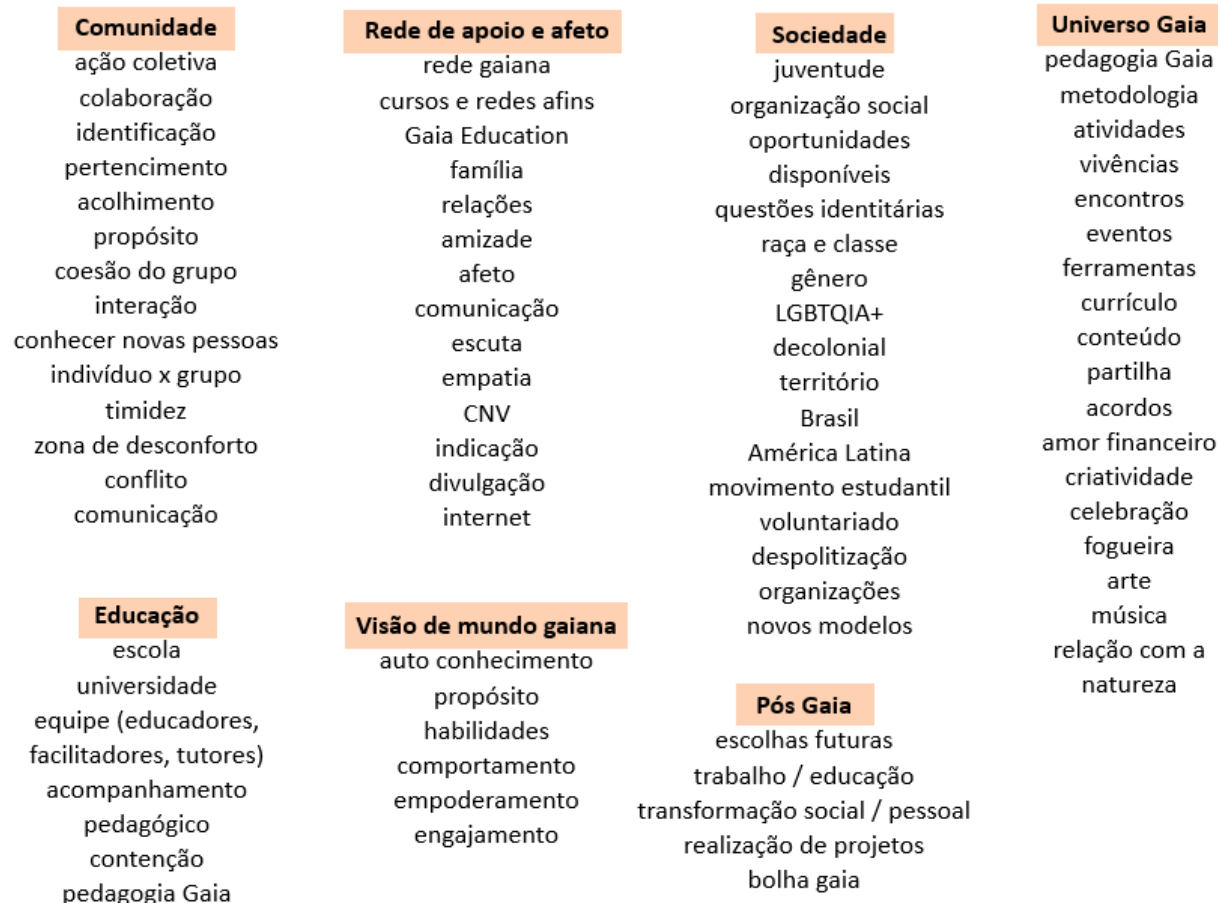 Comunidade
ação coletiva
colaboração
identificação
pertencimento
acolhimento
propósito
coesão do grupo
interação
conhecer novas pessoas
indivíduo x grupo
timidez
zona de desconforto
conflito
comunicação
Rede de apoio e afeto
rede gaiana
cursos e redes afins
Gaia Education
família
relações
amizade
afeto
comunicação
escuta
empatia
CNV
indicação
divulgação
internet
Sociedade
juventude
organização social
oportunidades
disponíveis
questões identitárias
raça e classe
gênero
LGBTQIA+
decolonial
território
Brasil
América Latina
movimento estudantil
voluntariado
despolitização
organizações
novos modelos
Universo Gaia
pedagogia Gaia
metodologia
atividades
vivências
encontros
eventos
ferramentas
currículo
conteúdo
partilha
acordos
amor financeiro
criatividade
celebração
fogueira
arte
música
relação com a
natureza
Educação
escola
universidade
equipe (educadores,
facilitadores, tutores)
acompanhamento
pedagógico
contenção
pedagogia Gaia
Visão de mundo gaiana
auto conhecimento
propósito
habilidades
comportamento
empoderamento
engajamento
Pós Gaia
escolhas futuras
trabalho / educação
transformação social / pessoal
realização de projetos
bolha gaia